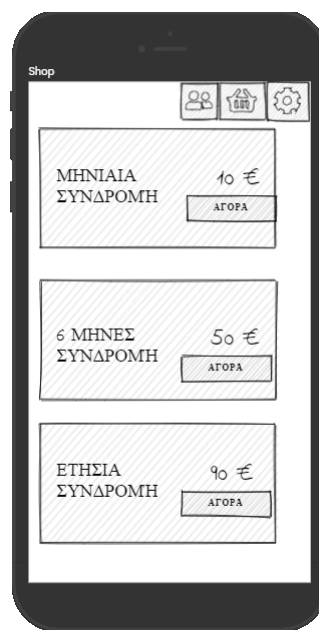 Shop
ΜΗΝΙΑΙΑ
ΣΥΝΔΡΟΜΗ
10 €
ΑΓΟΡΑ
6 ΜΗΝΕΣ
ΣΥΝΔΡΟΜΗ
50 €
ΑΓΟΡΑ
ΕΤΗΣΙΑ
ΣΥΝΔΡΟΜΗ
90 €
ΑΓΟΡΑ